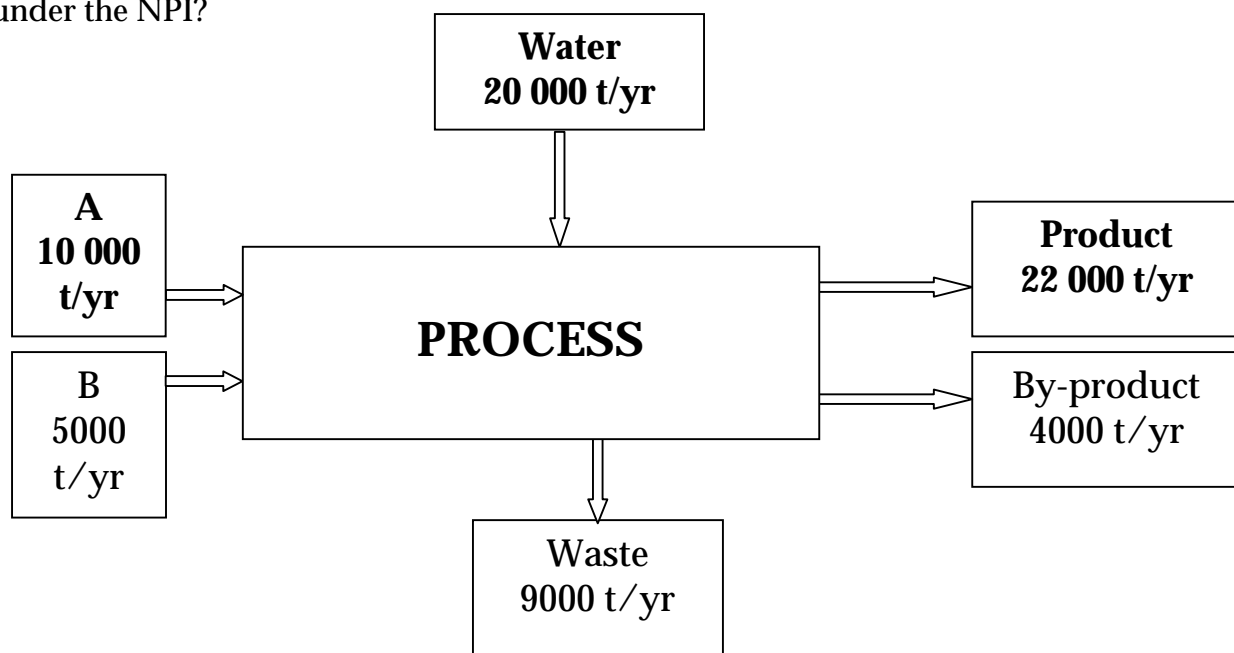 under the NPI?
Water
20 000 t/yr
A
10 000
t/yr
B
5000
t/yr
PROCESS
Product
22 000 t/yr
By-product
4000 t/yr
Waste
9000 t/yr